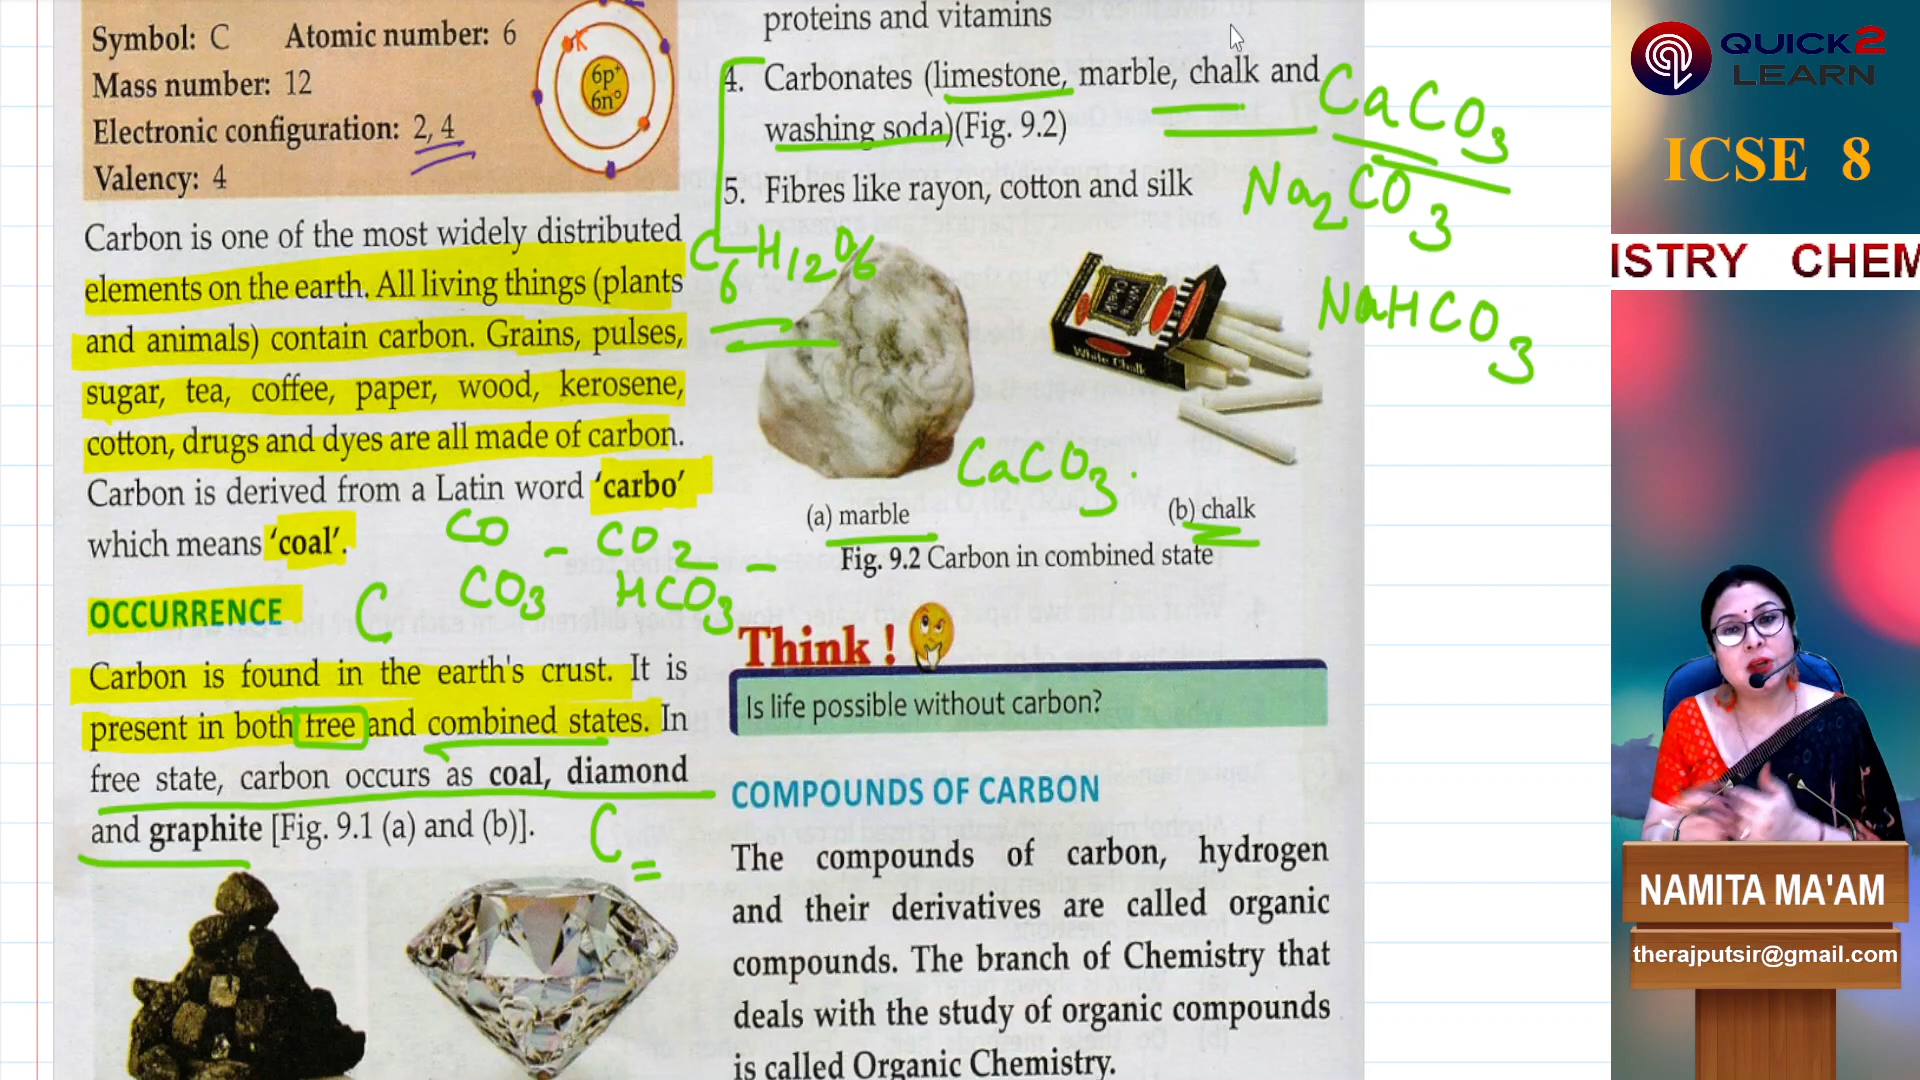 Symbol: C Atomic number: 6
Mass number: 12
Electronic configuration: 2, 4
Valency: 4
K
6p⁺
6n°
Carbon is one of the most widely distributed
elements on the earth. All living things (plants
and animals) contain carbon. Grains, pulses,
sugar, tea, coffee, paper, wood, kerosene,
cotton, drugs and dyes are all made of carbon.
Carbon is derived from a Latin word ‘carbo’
which means ‘coal’.
CO - CO2 -
C CO3 HCO3
OCCURRENCE
Carbon is found in the earth's crust. It is
present in both free and combined states. In
free state, carbon occurs as coal, diamond
and graphite [Fig. 9.1 (a) and (b)].
C
proteins and vitamins
4. Carbonates (limestone, marble, chalk and
washing soda)(Fig. 9.2)
5. Fibres like rayon, cotton and silk
CaCO3
Na2CO3
NaHCO3
C6H12O6
White Chalk
CaCO3.
(a) marble
(b) chalk
Fig. 9.2 Carbon in combined state
Think !
Is life possible without carbon?
COMPOUNDS OF CARBON
The compounds of carbon, hydrogen
and their derivatives are called organic
compounds. The branch of Chemistry that
deals with the study of organic compounds
is called Organic Chemistry.
QUICK2
LEARN
ICSE 8
ISTRY CHEM
NAMITA MA'AM
therajputsir@gmail.com